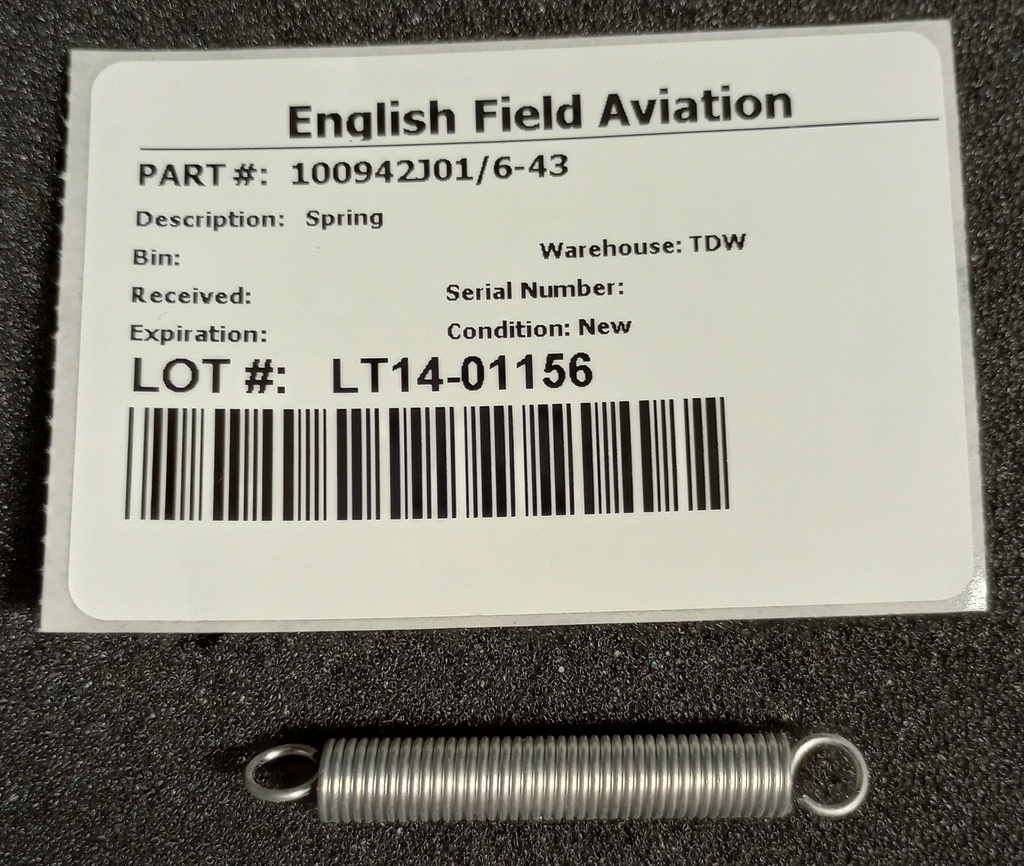 English Field Aviation
PART #: 100942J01/6-43
Description: Spring
Bin: Warehouse: TDW
Received: Serial Number:
Expiration: Condition: New
LOT #: LT14-01156